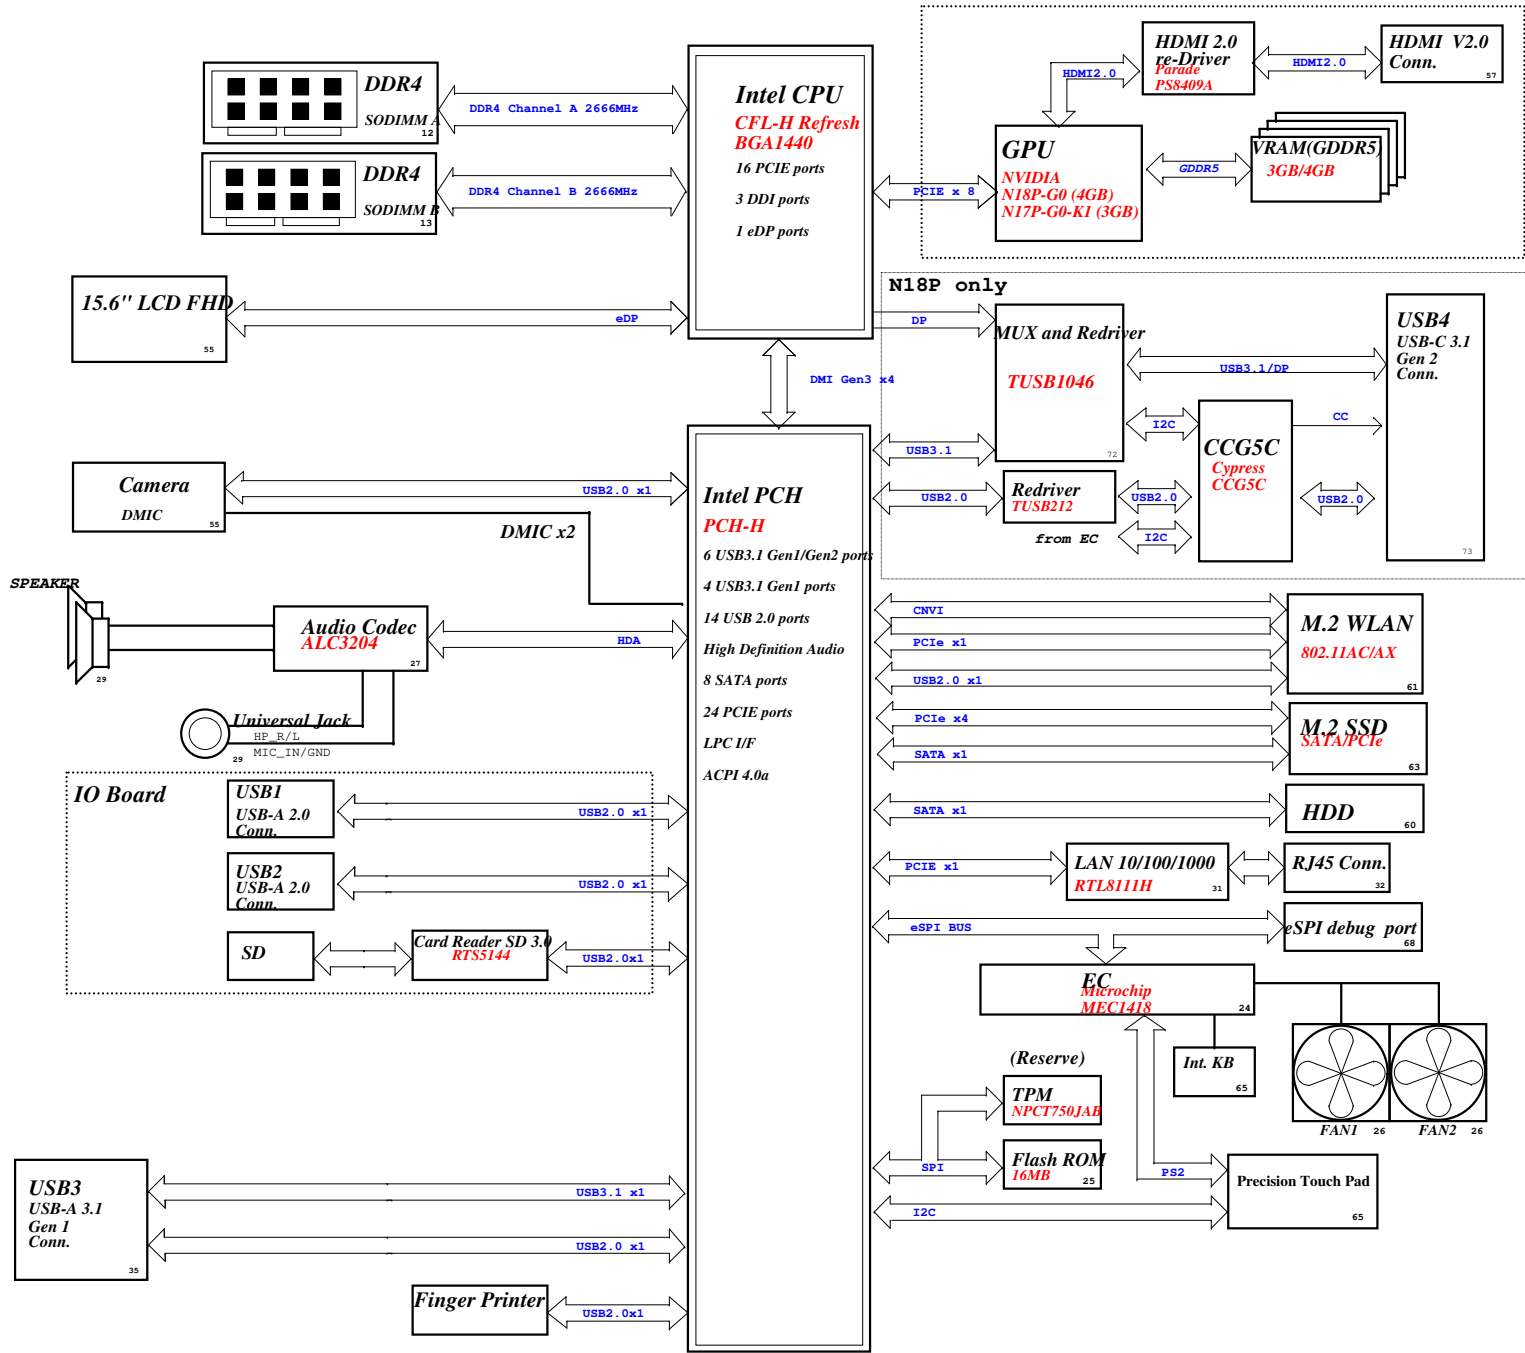 DDR4
SODIMM A
12
DDR4 Channel A 2666MHz
DDR4
SODIMM B
13
DDR4 Channel B 2666MHz
15.6" LCD FHD
55
eDP
Intel CPU
CFL-H Refresh
BGA1440
16 PCIE ports
3 DDI ports
1 eDP ports
PCIE x 8
GPU
NVIDIA
N18P-G0 (4GB)
N17P-G0-K1 (3GB)
HDMI2.0
HDMI 2.0
re-Driver
Parade
PS8409A
HDMI2.0
HDMI V2.0
Conn.
57
GDDR5
VRAM(GDDR5)
3GB/4GB
N18P only
DP
MUX and Redriver
TUSB1046
72
USB3.1/DP
USB4
USB-C 3.1
Gen 2
Conn.
73
I2C
CCG5C
Cypress
CCG5C
CC
USB3.1
USB2.0
Redriver
TUSB212
USB2.0
USB2.0
from EC
I2C
DMI Gen3 x4
Camera
DMIC
55
USB2.0 x1
DMIC x2
Intel PCH
PCH-H
6 USB3.1 Gen1/Gen2 ports
4 USB3.1 Gen1 ports
14 USB 2.0 ports
High Definition Audio
8 SATA ports
24 PCIE ports
LPC I/F
ACPI 4.0a
SPEAKER
29
Audio Codec
ALC3204
27
HDA
Universal Jack
HP_R/L
MIC_IN/GND
29
IO Board
USB1
USB-A 2.0
Conn.
USB2.0 x1
USB2
USB-A 2.0
Conn.
USB2.0 x1
SD
Card Reader SD 3.0
RTS5144
USB2.0x1
USB3
USB-A 3.1
Gen 1
Conn.
35
USB3.1 x1
USB2.0 x1
Finger Printer
USB2.0x1
CNVI
PCIe x1
USB2.0 x1
M.2 WLAN
802.11AC/AX
61
PCIe x4
SATA x1
M.2 SSD
SATA/PCIe
63
SATA x1
HDD
60
PCIE x1
LAN 10/100/1000
RTL8111H
31
RJ45 Conn.
32
eSPI BUS
eSPI debug port
68
EC
Microchip
MEC1418
24
Int. KB
65
FAN1
26
FAN2
26
(Reserve)
TPM
NPCT750JAB
SPI
Flash ROM
16MB
25
PS2
I2C
Precision Touch Pad
65